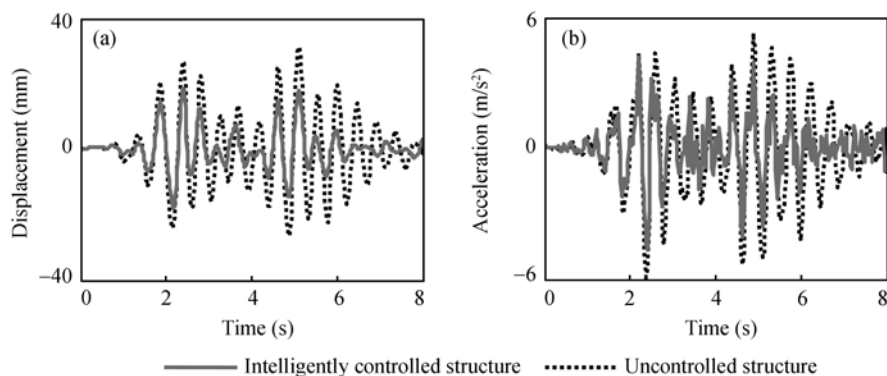 40
(a)
Displacement (mm)
0
–40
0 2 4 6 8
Time (s)
6
(b)
Acceleration (m/s²)
0
–6
0 2 4 6 8
Time (s)
Intelligently controlled structure Uncontrolled structure